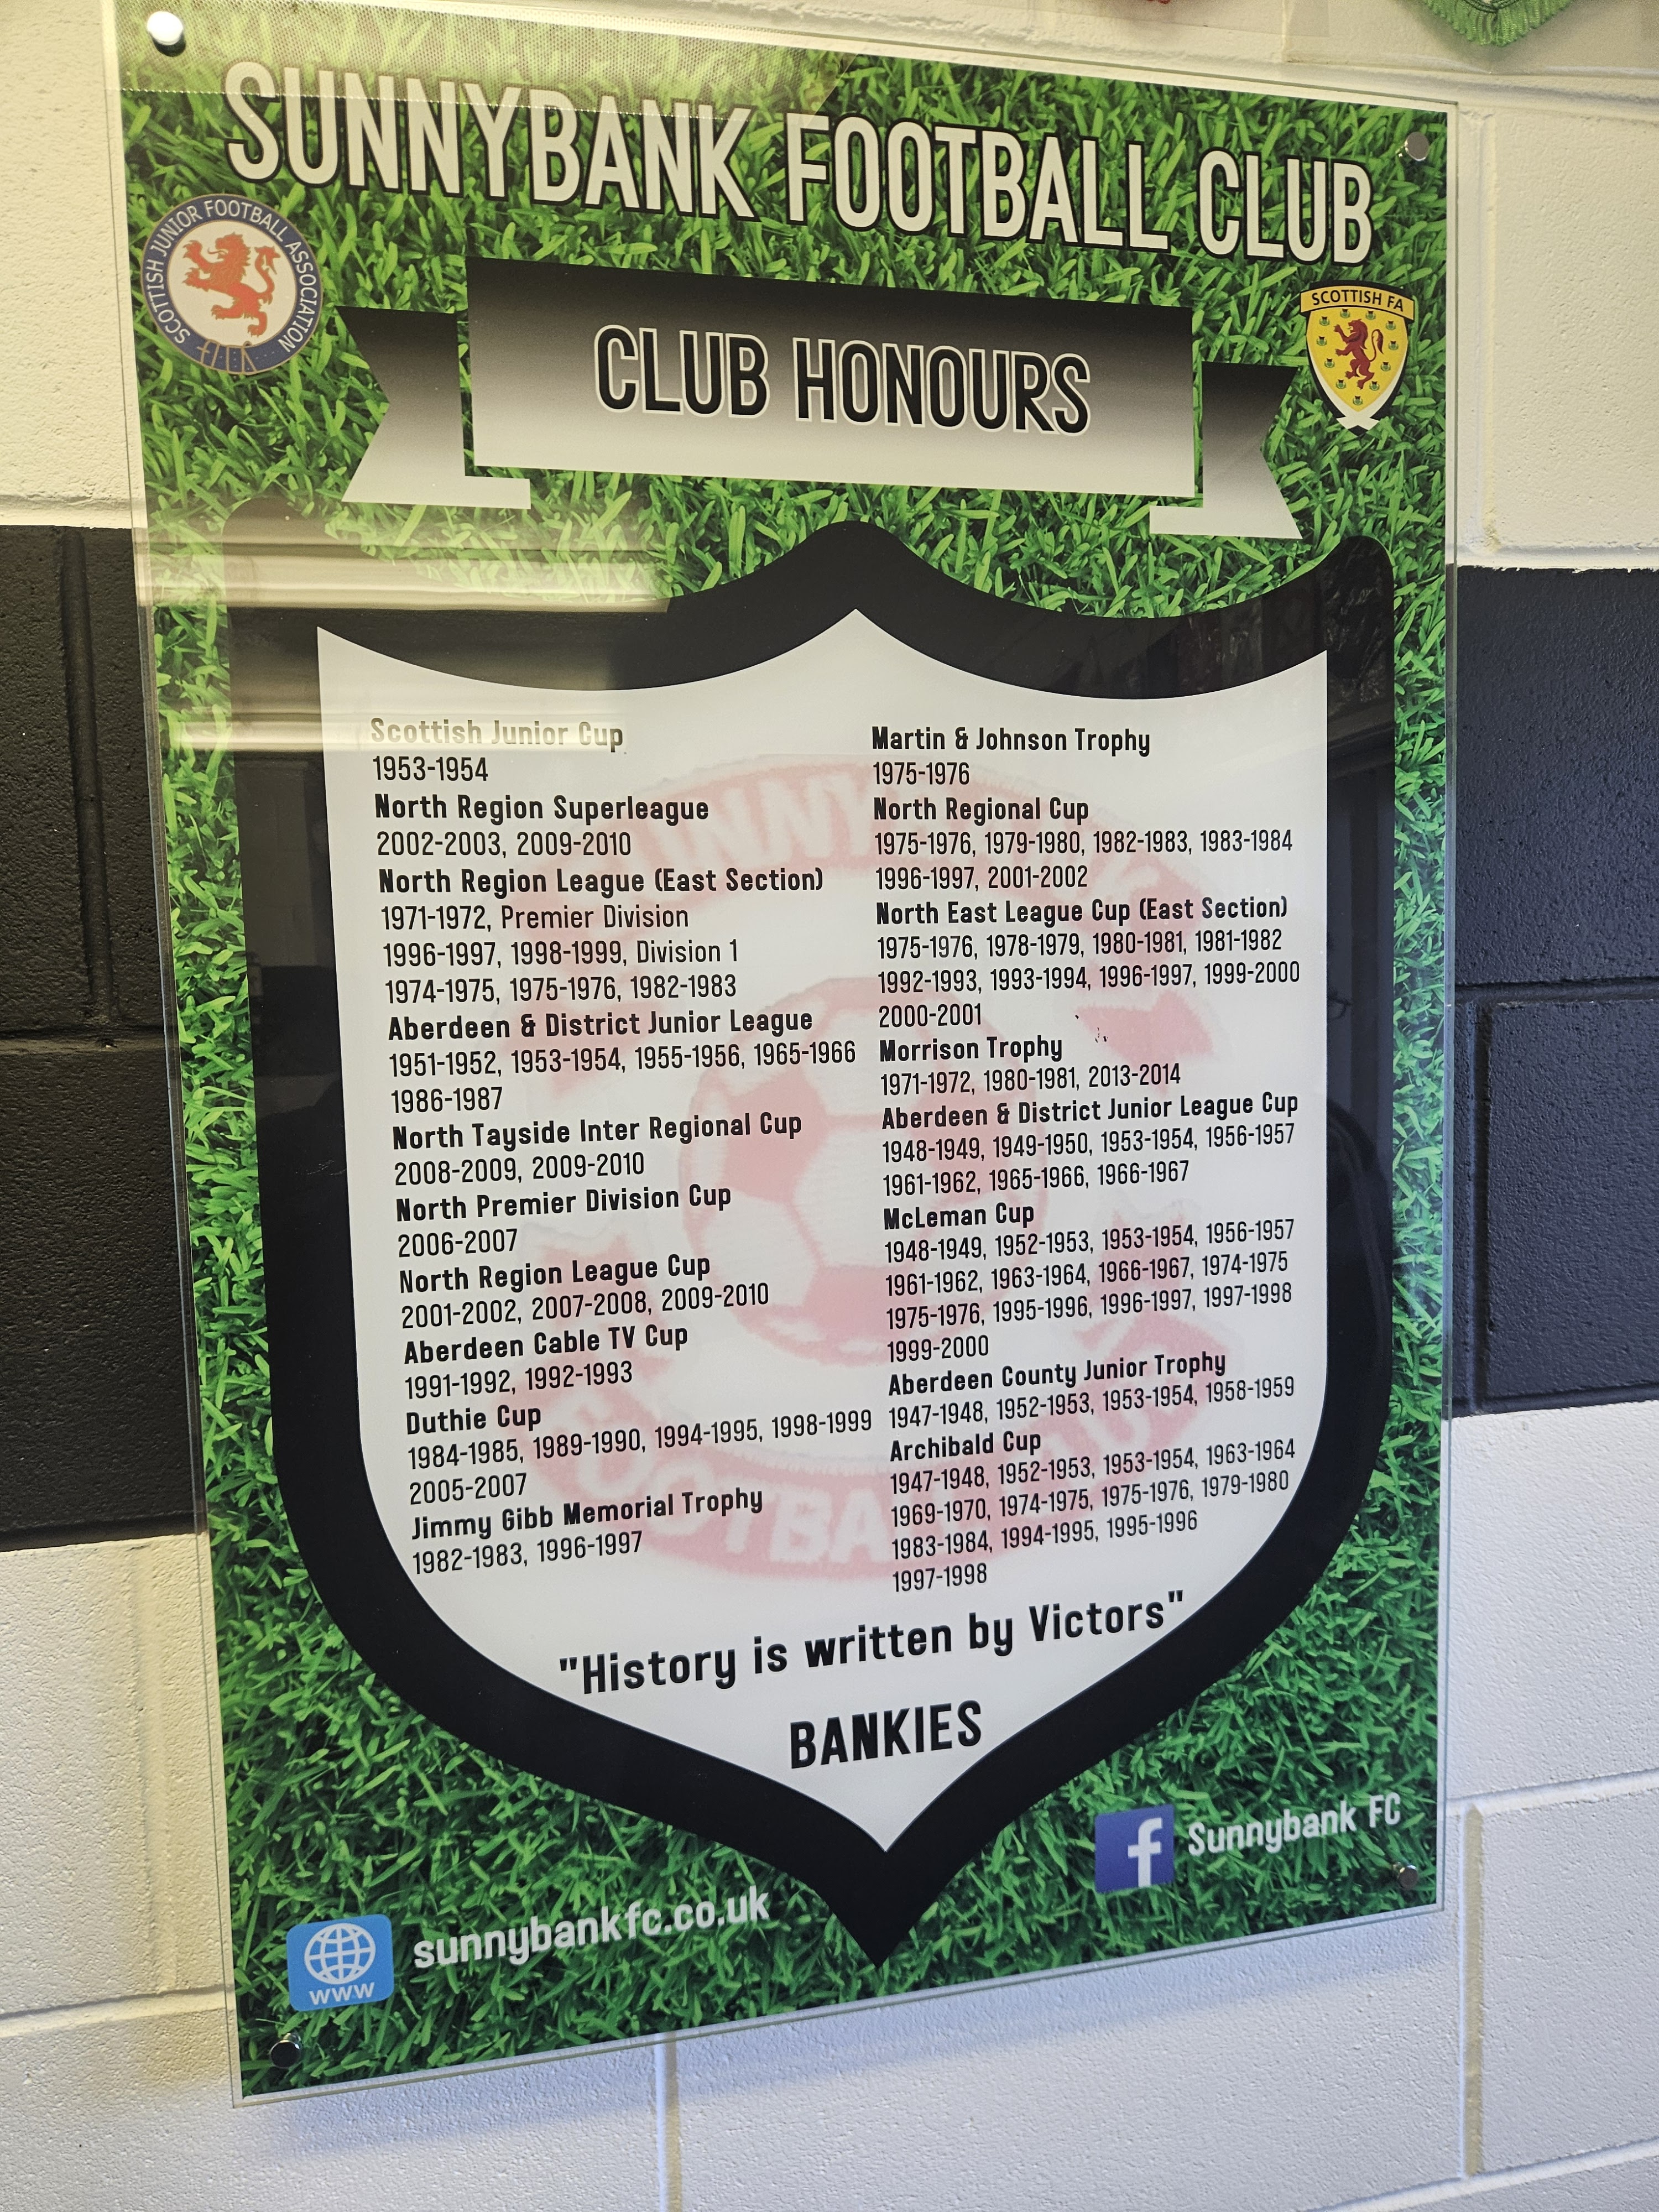 SUNNYBANK FOOTBALL CLUB
SCOTTISH JUNIOR FOOTBALL ASSOCIATION
SCOTTISH FA
CLUB HONOURS
Scottish Junior Cup
1953-1954
North Region Superleague
2002-2003, 2009-2010
North Region League (East Section)
1971-1972, Premier Division
1996-1997, 1998-1999, Division 1
1974-1975, 1975-1976, 1982-1983
Aberdeen & District Junior League
1951-1952, 1953-1954, 1955-1956, 1965-1966
1986-1987
North Tayside Inter Regional Cup
2008-2009, 2009-2010
North Premier Division Cup
2006-2007
North Region League Cup
2001-2002, 2007-2008, 2009-2010
Aberdeen Cable TV Cup
1991-1992, 1992-1993
Duthie Cup
1984-1985, 1989-1990, 1994-1995, 1998-1999
2005-2007
Jimmy Gibb Memorial Trophy
1982-1983, 1996-1997
Martin & Johnson Trophy
1975-1976
North Regional Cup
1975-1976, 1979-1980, 1982-1983, 1983-1984
1996-1997, 2001-2002
North East League Cup (East Section)
1975-1976, 1978-1979, 1980-1981, 1981-1982
1992-1993, 1993-1994, 1996-1997, 1999-2000
2000-2001
Morrison Trophy
1971-1972, 1980-1981, 2013-2014
Aberdeen & District Junior League Cup
1948-1949, 1949-1950, 1953-1954, 1956-1957
1961-1962, 1965-1966, 1966-1967
McLeman Cup
1948-1949, 1952-1953, 1953-1954, 1956-1957
1961-1962, 1963-1964, 1966-1967, 1974-1975
1975-1976, 1995-1996, 1996-1997, 1997-1998
1999-2000
Aberdeen County Junior Trophy
1947-1948, 1952-1953, 1953-1954, 1958-1959
Archibald Cup
1947-1948, 1952-1953, 1953-1954, 1963-1964
1969-1970, 1974-1975, 1975-1976, 1979-1980
1983-1984, 1994-1995, 1995-1996
1997-1998
"History is written by Victors"
BANKIES
f Sunnybank FC
www sunnybankfc.co.uk